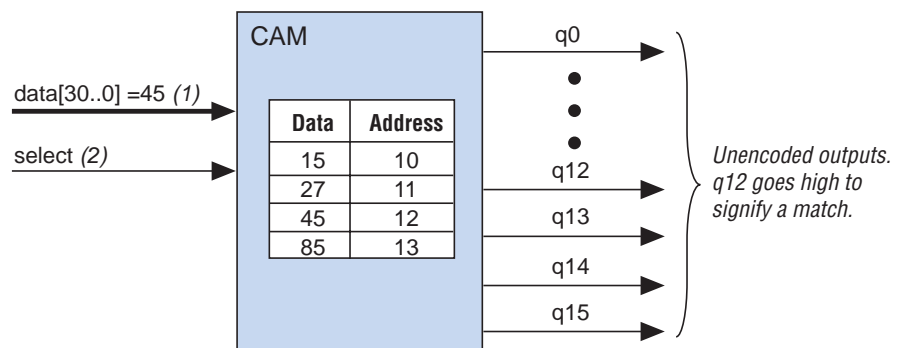 CAM
q0
data[30..0] =45 (1)
select (2)
Data Address
15 10
27 11
45 12
85 13
q12
q13
q14
q15
Unencoded outputs.
q12 goes high to
signify a match.